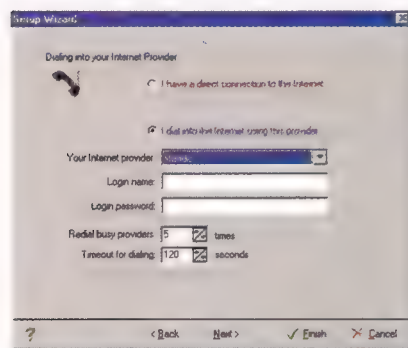 Setup Wizard
Dialing into your Internet Provider
I have a direct connection to the Internet
I dial into the Internet using this provider
Your Internet provider
Login name:
Login password:
Redial busy providers 5 times
Timeout for dialing: 120 seconds
? < Back Next > Finish Cancel